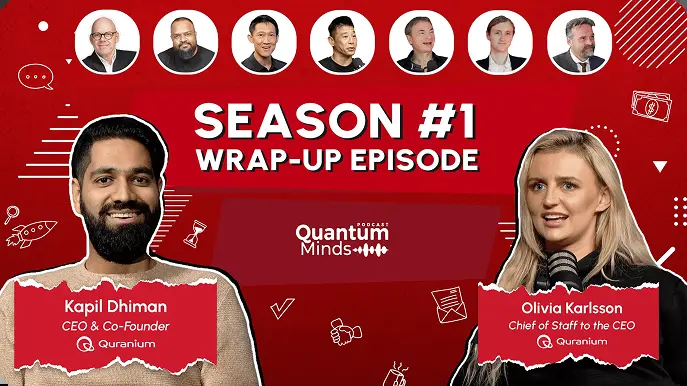 SEASON #1
WRAP-UP EPISODE
PODCAST
Quantum
Minds
Kapil Dhiman
CEO & Co-Founder
Quranium
Olivia Karlsson
Chief of Staff to the CEO
Quranium